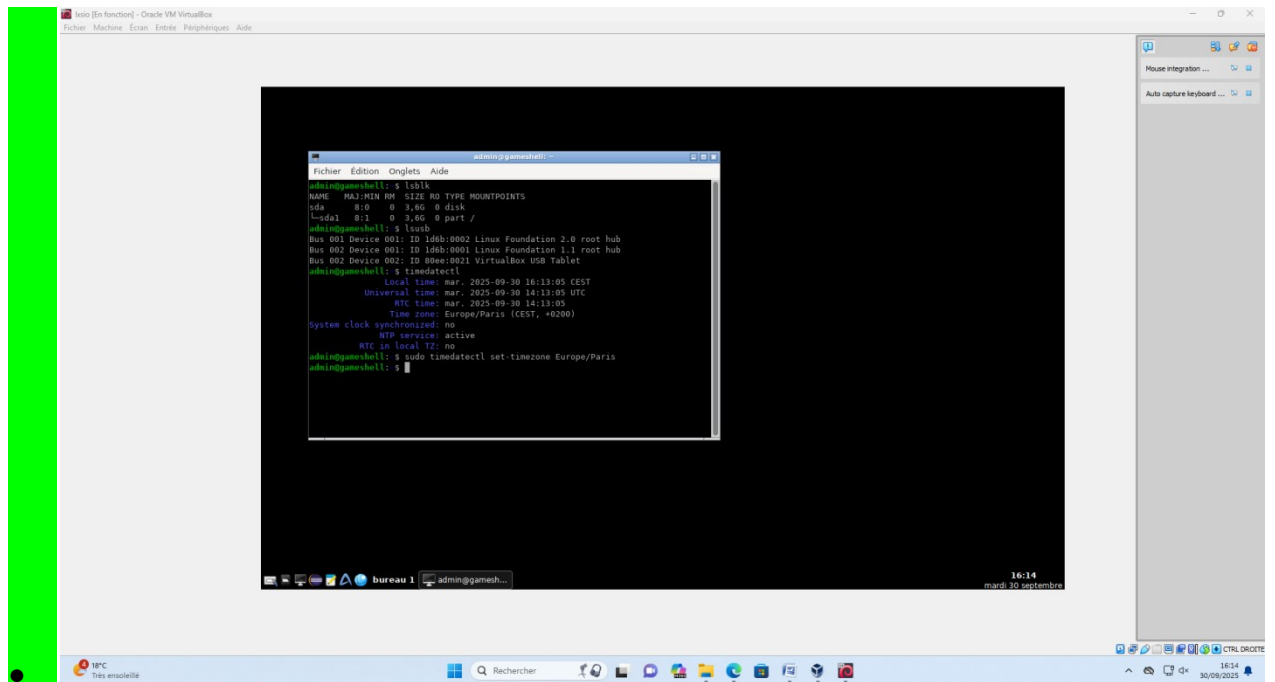 lxsio [En fonction] - Oracle VM VirtualBox
Fichier Machine Écran Entrée Périphériques Aide
Mouse integration ...
Auto capture keyboard ...
admin@gameshell: ~
Fichier Édition Onglets Aide
admin@gameshell: $ lsblk
NAME MAJ:MIN RM SIZE RO TYPE MOUNTPOINTS
sda 8:0 0 3,6G 0 disk
└─sda1 8:1 0 3,6G 0 part /
admin@gameshell: $ lsusb
Bus 001 Device 001: ID 1d6b:0002 Linux Foundation 2.0 root hub
Bus 002 Device 001: ID 1d6b:0001 Linux Foundation 1.1 root hub
Bus 002 Device 002: ID 80ee:0021 VirtualBox USB Tablet
admin@gameshell: $ timedatectl
Local time: mar. 2025-09-30 16:13:05 CEST
Universal time: mar. 2025-09-30 14:13:05 UTC
RTC time: mar. 2025-09-30 14:13:05
Time zone: Europe/Paris (CEST, +0200)
System clock synchronized: no
NTP service: active
RTC in local TZ: no
admin@gameshell: $ sudo timedatectl set-timezone Europe/Paris
admin@gameshell: $
bureau 1 admin@gamesh...
16:14
mardi 30 septembre
CTRL DROITE
4 18°C
Très ensoleillé
Rechercher
16:14
30/09/2025